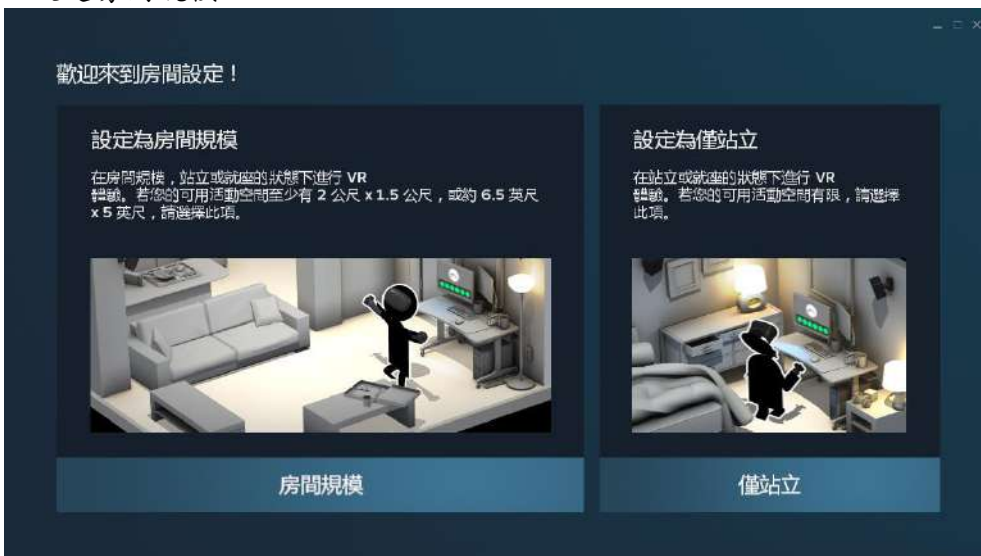 歡迎來到房間設定！
設定為房間規模
在房間規模，站立或就座的狀態下進行 VR
體驗。若您的可用活動空間至少有 2 公尺 x 1.5 公尺，或約 6.5 英尺
x 5 英尺，請選擇此項。
房間規模
設定為僅站立
在站立或就座的狀態下進行 VR
體驗。若您的可用活動空間有限，請選擇
此項。
僅站立